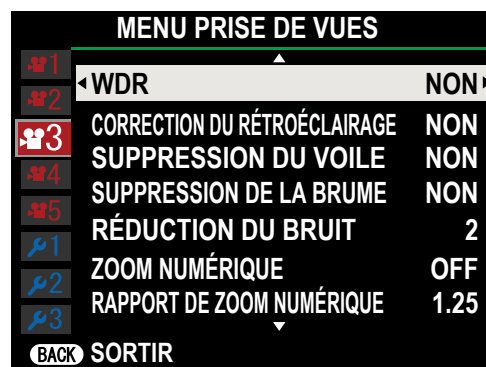 MENU PRISE DE VUES
1
2
3
4
5
1
2
3
WDR NON
CORRECTION DU RÉTROÉCLAIRAGE NON
SUPPRESSION DU VOILE NON
SUPPRESSION DE LA BRUME NON
RÉDUCTION DU BRUIT 2
ZOOM NUMÉRIQUE OFF
RAPPORT DE ZOOM NUMÉRIQUE 1.25
BACK SORTIR